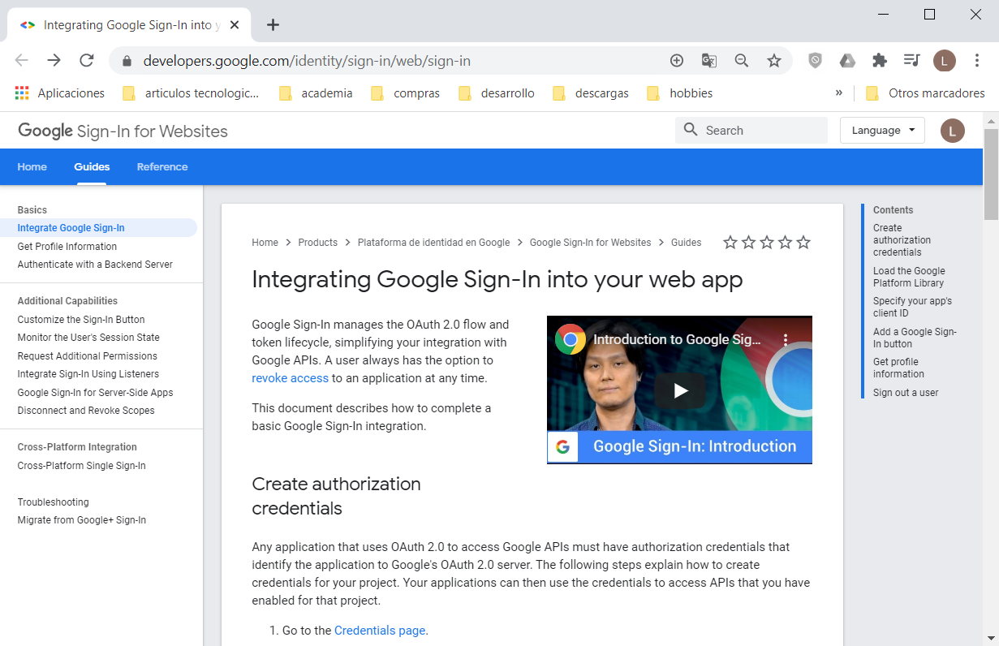 Integrating Google Sign-In into y
developers.google.com/identity/sign-in/web/sign-in
L
Aplicaciones
articulos tecnologic...
academia
compras
desarrollo
descargas
hobbies
»
Otros marcadores
Google Sign-In for Websites
Search
Language
L
Home
Guides
Reference
Basics
Integrate Google Sign-In
Get Profile Information
Authenticate with a Backend Server
Additional Capabilities
Customize the Sign-In Button
Monitor the User's Session State
Request Additional Permissions
Integrate Sign-In Using Listeners
Google Sign-In for Server-Side Apps
Disconnect and Revoke Scopes
Cross-Platform Integration
Cross-Platform Single Sign-In
Troubleshooting
Migrate from Google+ Sign-In
Home > Products > Plataforma de identidad en Google > Google Sign-In for Websites > Guides
Integrating Google Sign-In into your web app
Google Sign-In manages the OAuth 2.0 flow and
token lifecycle, simplifying your integration with
Google APIs. A user always has the option to
revoke access to an application at any time.
This document describes how to complete a
basic Google Sign-In integration.
Introduction to Google Sig...
G
Google Sign-In: Introduction
Create authorization
credentials
Any application that uses OAuth 2.0 to access Google APIs must have authorization credentials that
identify the application to Google's OAuth 2.0 server. The following steps explain how to create
credentials for your project. Your applications can then use the credentials to access APIs that you have
enabled for that project.
1. Go to the Credentials page.
Contents
Create
authorization
credentials
Load the Google
Platform Library
Specify your app's
client ID
Add a Google Sign-
In button
Get profile
information
Sign out a user